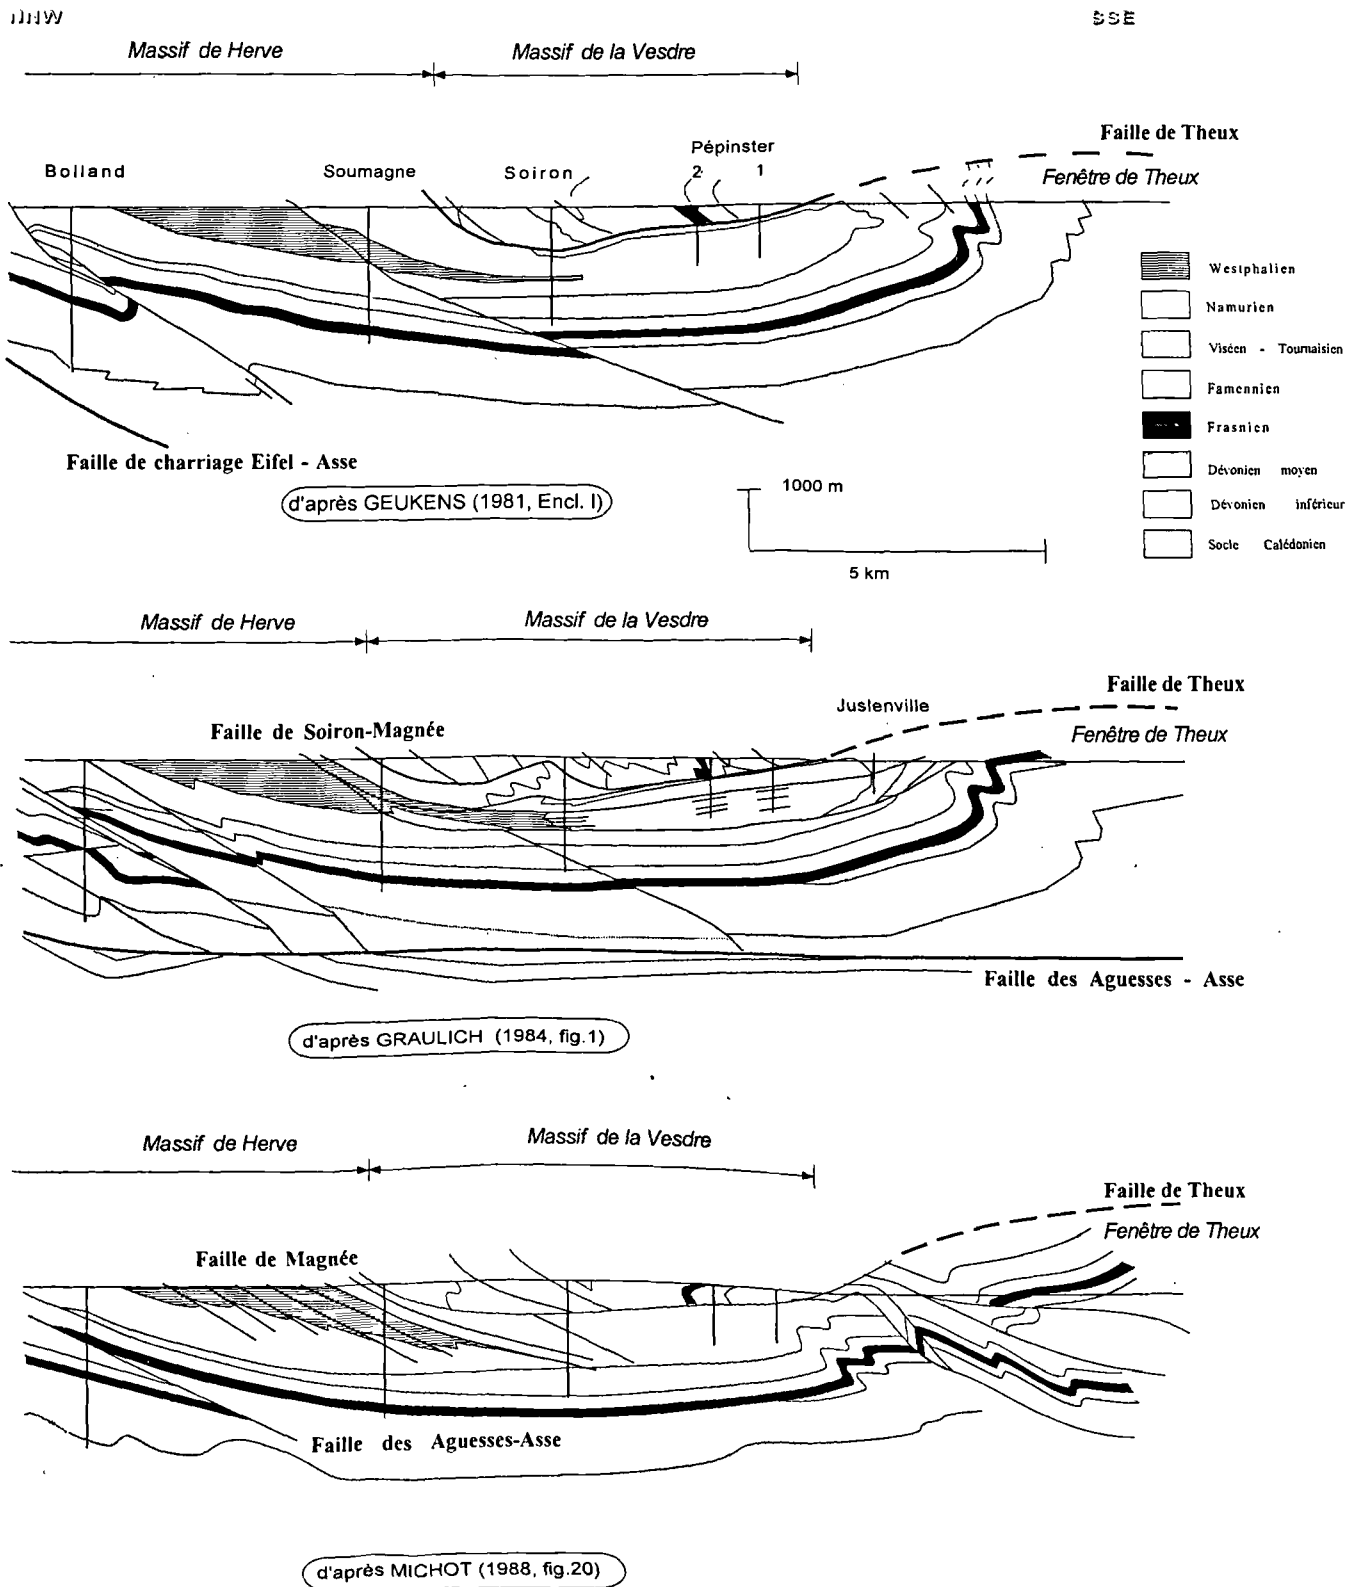 NNW SSE
Massif de Herve Massif de la Vesdre
Faille de Theux
Pépinster
Bolland Soumagne Soiron 2 1 Fenêtre de Theux
Westphalien
Namurien
Viséen - Tournaisien
Famennien
Frasnien
Dévonien moyen
Dévonien inférieur
Socle Calédonien
Faille de charriage Eifel - Asse
d'après GEUKENS (1981, Encl. I)
1000 m
5 km
Massif de Herve Massif de la Vesdre
Faille de Theux
Juslenville
Faille de Soiron-Magnée Fenêtre de Theux
Faille des Aguesses - Asse
d'après GRAULICH (1984, fig.1)
Massif de Herve Massif de la Vesdre
Faille de Theux
Fenêtre de Theux
Faille de Magnée
Faille des Aguesses-Asse
d'après MICHOT (1988, fig.20)